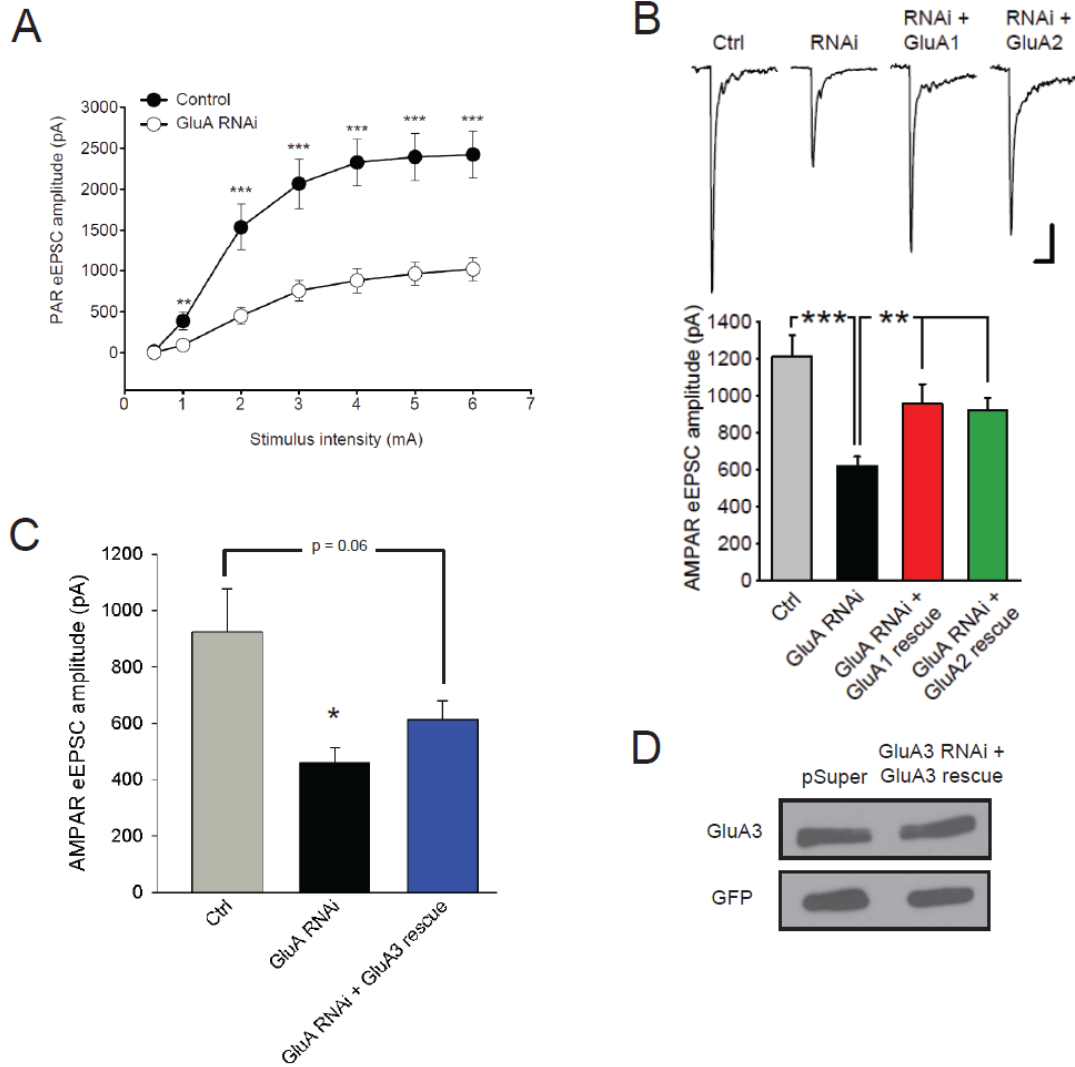 A
Control
GluA RNAi
PAR eEPSC amplitude (pA)
3000
2500
2000
1500
1000
500
0
**
***
***
***
***
***
0 1 2 3 4 5 6 7
Stimulus intensity (mA)
B
Ctrl
RNAi
RNAi +
GluA1
RNAi +
GluA2
AMPAR eEPSC amplitude (pA)
1400
1200
1000
800
600
400
200
0
***
**
Ctrl
GluA RNAi
GluA RNAi +
GluA1 rescue
GluA RNAi +
GluA2 rescue
C
AMPAR eEPSC amplitude (pA)
1200
1000
800
600
400
200
0
p = 0.06
*
Ctrl
GluA RNAi
GluA RNAi + GluA3 rescue
D
pSuper
GluA3 RNAi +
GluA3 rescue
GluA3
GFP